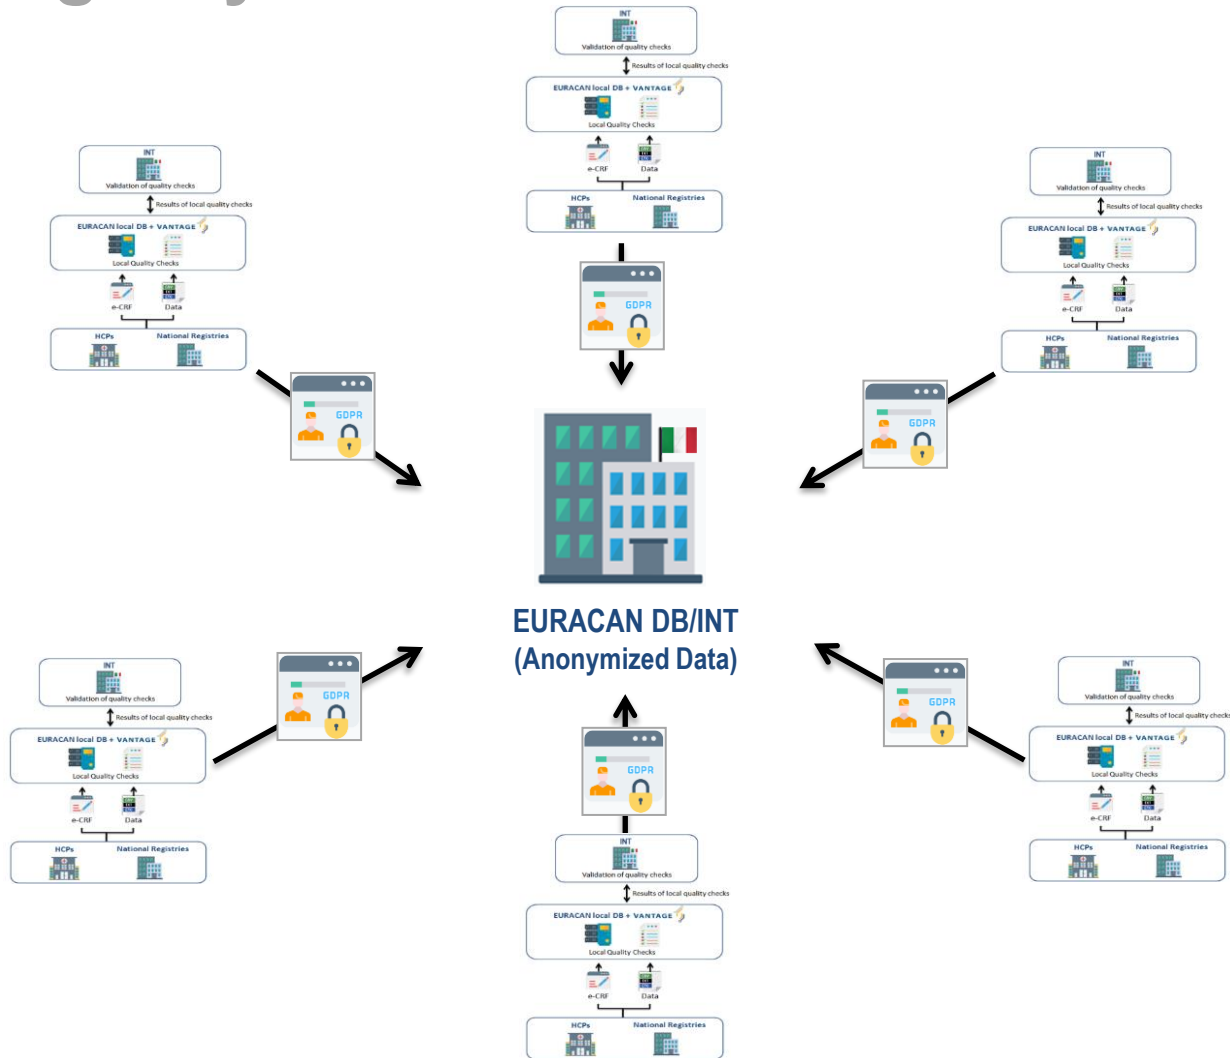 INT
Validation of quality checks
Results of local quality checks
EURACAN local DB + VANTAGE
Local Quality Checks
e-CRF Data
HCPs National Registries
GDPR
INT
Validation of quality checks
Results of local quality checks
EURACAN local DB + VANTAGE
Local Quality Checks
e-CRF Data
HCPs National Registries
GDPR
INT
Validation of quality checks
Results of local quality checks
EURACAN local DB + VANTAGE
Local Quality Checks
e-CRF Data
HCPs National Registries
GDPR
EURACAN DB/INT
(Anonymized Data)
INT
Validation of quality checks
Results of local quality checks
EURACAN local DB + VANTAGE
Local Quality Checks
e-CRF Data
HCPs National Registries
GDPR
INT
Validation of quality checks
Results of local quality checks
EURACAN local DB + VANTAGE
Local Quality Checks
e-CRF Data
HCPs National Registries
GDPR
GDPR
INT
Validation of quality checks
Results of local quality checks
EURACAN local DB + VANTAGE
Local Quality Checks
e-CRF Data
HCPs National Registries